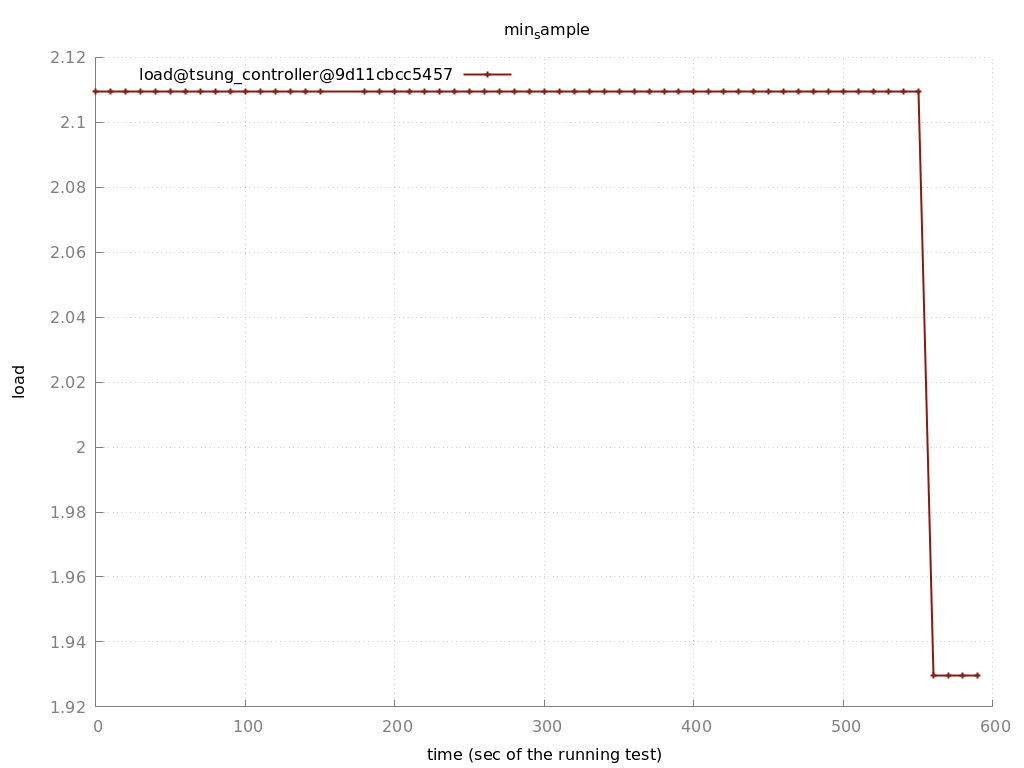 min_sample
2.12
load@tsung_controller@9d11cbcc5457
2.1
2.08
2.06
2.04
2.02
load
2
1.98
1.96
1.94
1.92
0 100 200 300 400 500 600
time (sec of the running test)